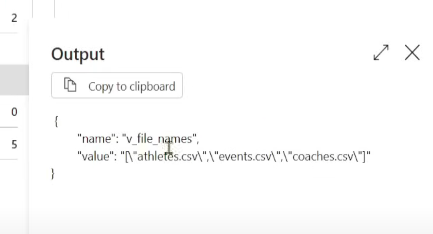 2
Output
Copy to clipboard
{
0
"name": "v_file_names",
5
"value": "[\"athletes.csv\",\"events.csv\",\"coaches.csv\"]"
}